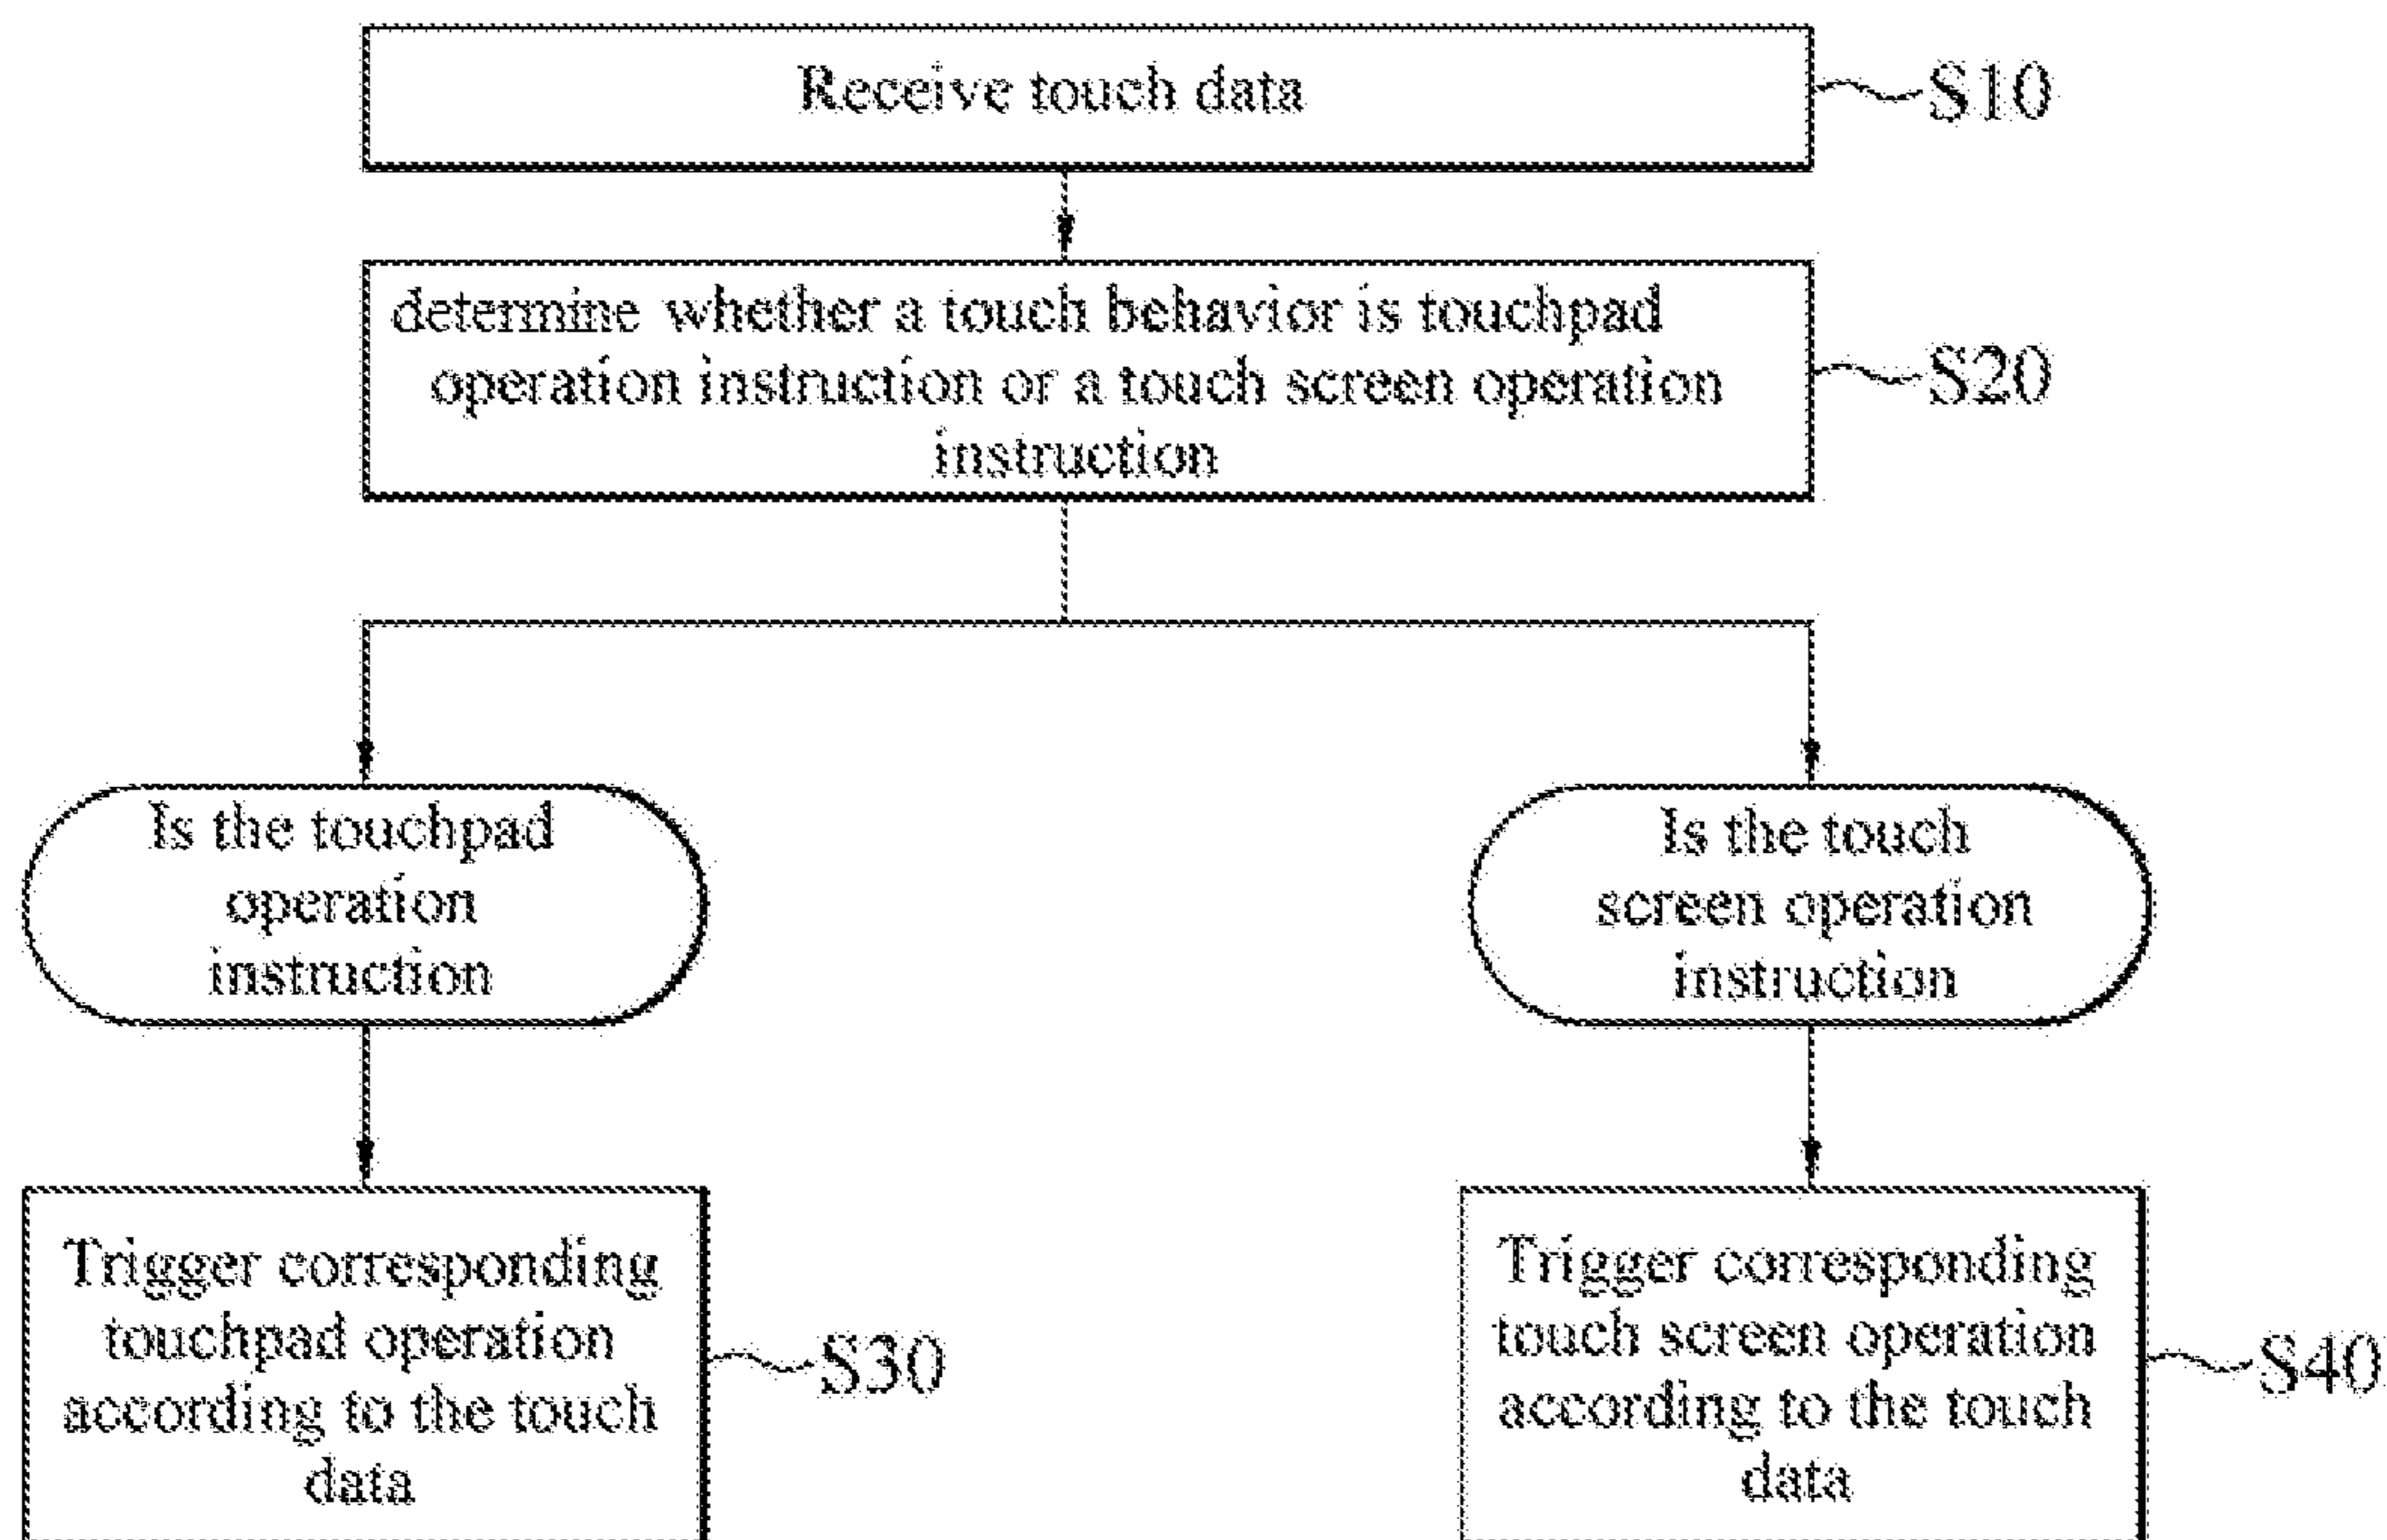 Receive touch data
S10
determine whether a touch behavior is touchpad
operation instruction or a touch screen operation
instruction
S20
Is the touchpad
operation
instruction
Is the touch
screen operation
instruction
Trigger corresponding
touchpad operation
according to the touch
data
S30
Trigger corresponding
touch screen operation
according to the touch
data
S40